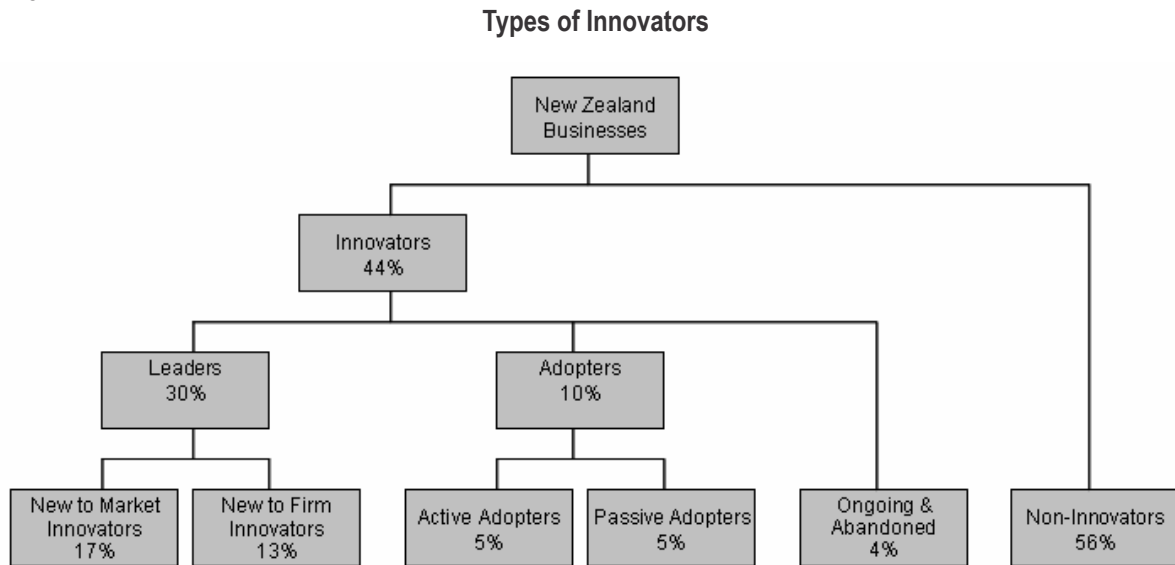 Types of Innovators
New Zealand
Businesses
Innovators
44%
Leaders
30%
Adopters
10%
New to Market
Innovators
17%
New to Firm
Innovators
13%
Active Adopters
5%
Passive Adopters
5%
Ongoing &
Abandoned
4%
Non-Innovators
56%